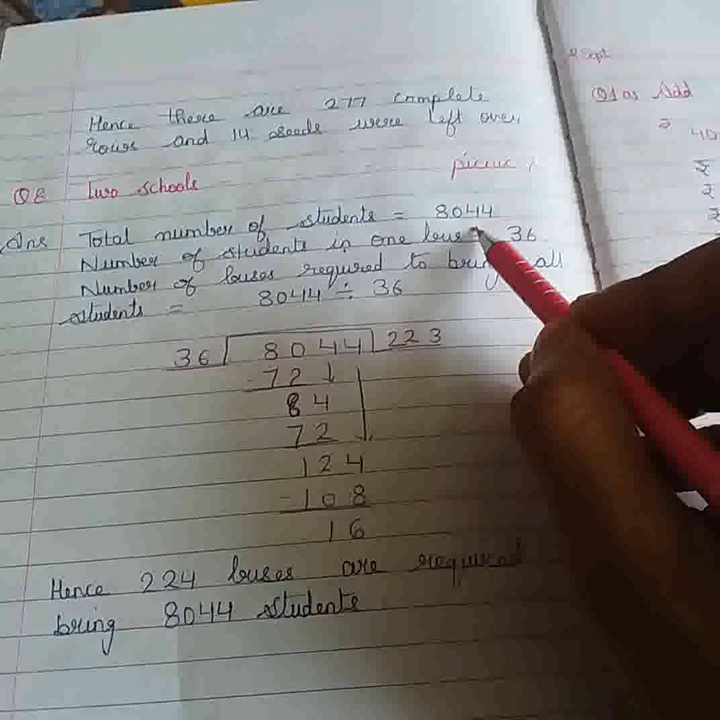 Hence there are 277 complete
rows and 14 seeds were left over.
Q8 Two schools picnic.
Ans Total number of students = 8044
Number of students in one bus = 36
Number of buses required to bring all
students = 8044 ÷ 36
36 8044 223
- 72
84
72
124
- 108
16
Hence 224 buses are required
bring 8044 students
2 Sept
Q1 a) Add
₹
40
₹
₹
₹